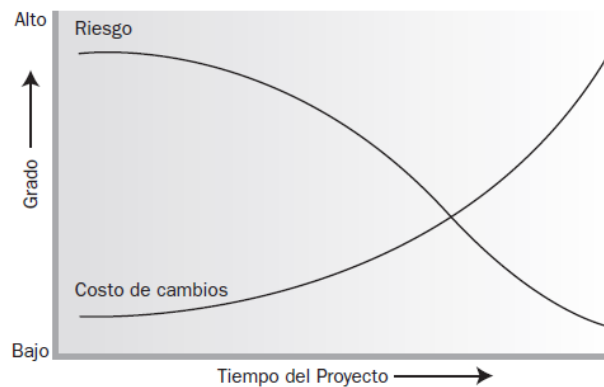 Alto
Riesgo
Grado
Costo de cambios
Bajo
Tiempo del Proyecto